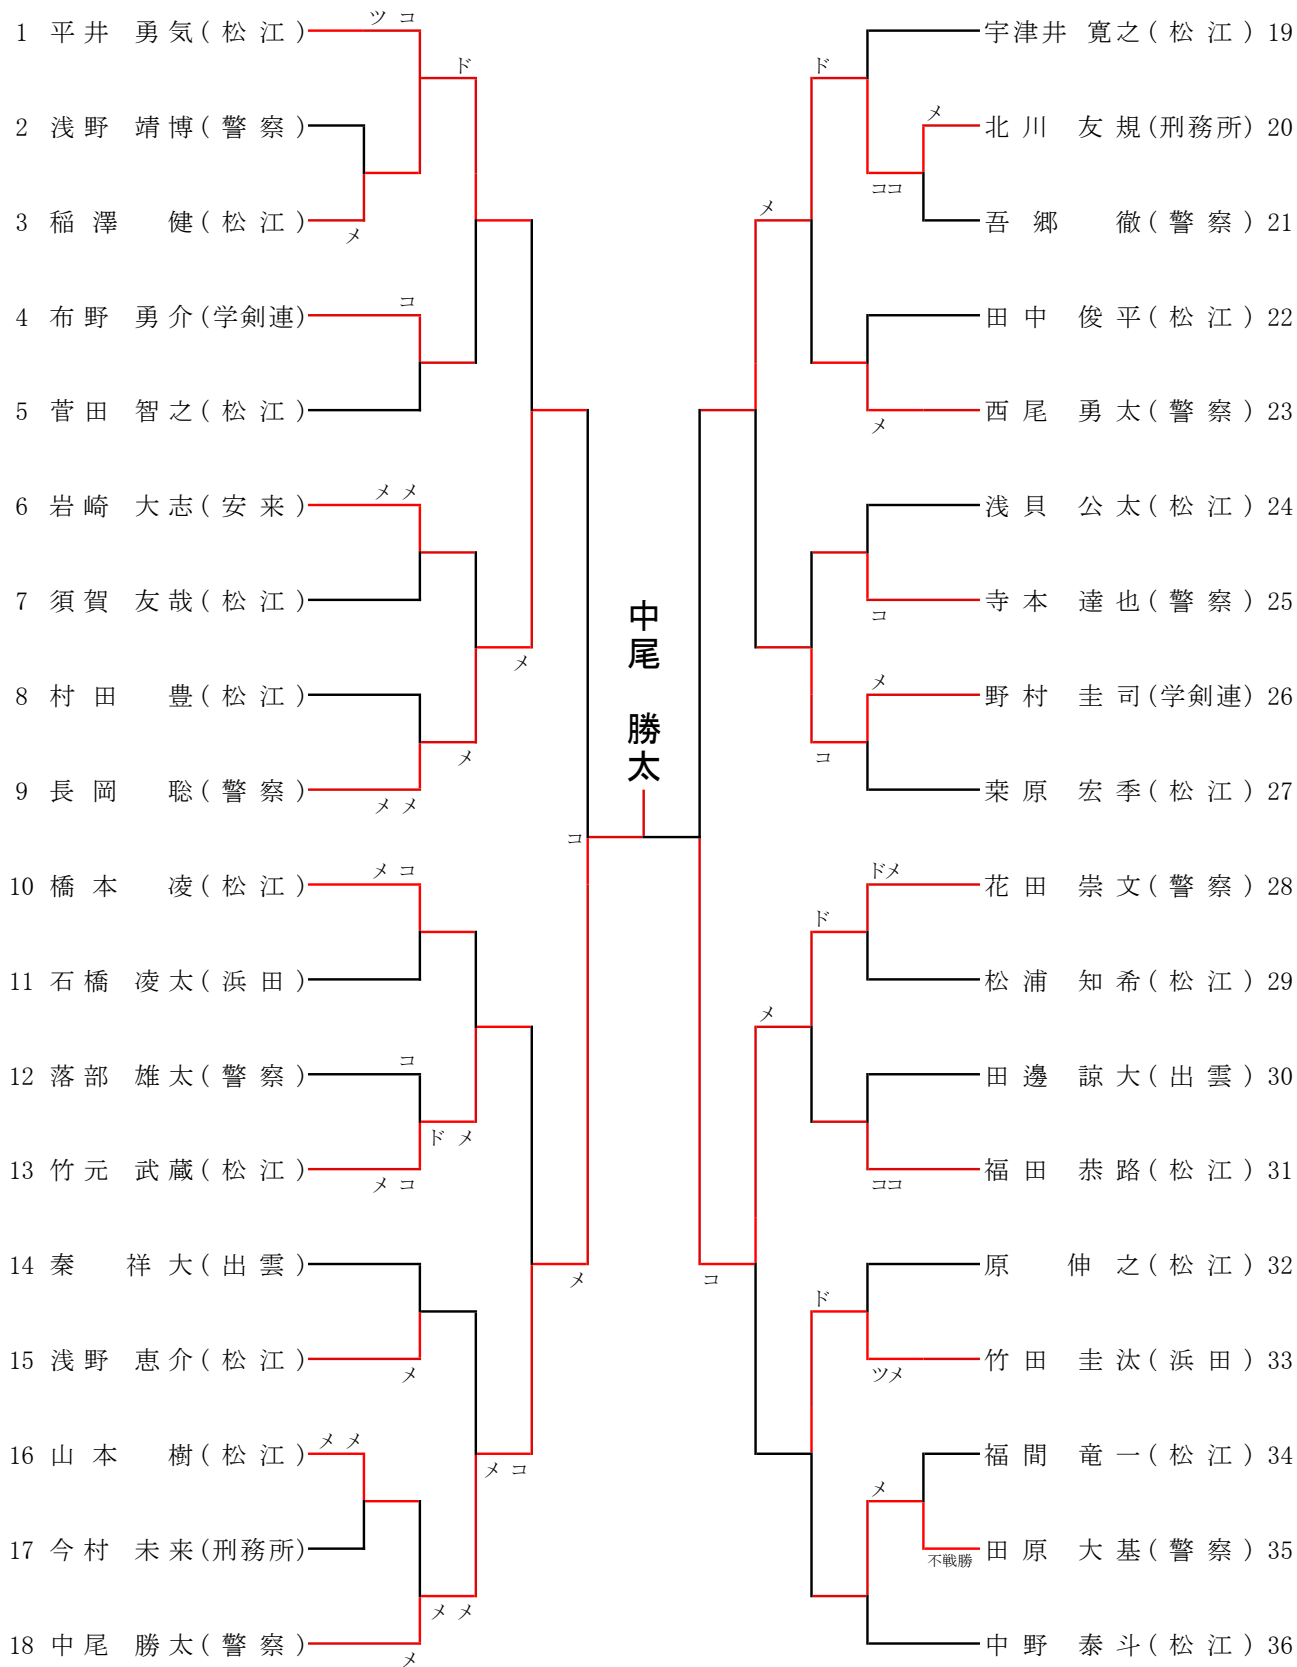 1 平井 勇気(松江)
ツコ
ド
2 浅野 靖博(警察)
3 稲澤 健(松江)
メ
4 布野 勇介(学剣連)
コ
5 菅田 智之(松江)
6 岩崎 大志(安来)
メメ
7 須賀 友哉(松江)
メ
8 村田 豊(松江)
メ
9 長岡 聡(警察)
メメ
コ
10 橋本 凌(松江)
メコ
11 石橋 凌太(浜田)
12 落部 雄太(警察)
コ
ドメ
13 竹元 武蔵(松江)
メコ
14 秦 祥大(出雲)
メ
15 浅野 恵介(松江)
メ
16 山本 樹(松江)
メメ
メコ
17 今村 未来(刑務所)
メメ
18 中尾 勝太(警察)
メ
中尾 勝太
宇津井 寛之(松江) 19
ド
北川 友規(刑務所) 20
メ
ココ
吾郷 徹(警察) 21
メ
田中 俊平(松江) 22
西尾 勇太(警察) 23
メ
浅貝 公太(松江) 24
寺本 達也(警察) 25
コ
野村 圭司(学剣連) 26
メ
コ
桒原 宏季(松江) 27
花田 崇文(警察) 28
ドメ
ド
松浦 知希(松江) 29
メ
田邊 諒大(出雲) 30
福田 恭路(松江) 31
ココ
原 伸之(松江) 32
コ
ド
竹田 圭汰(浜田) 33
ツメ
福間 竜一(松江) 34
メ
田原 大基(警察) 35
不戦勝
中野 泰斗(松江) 36